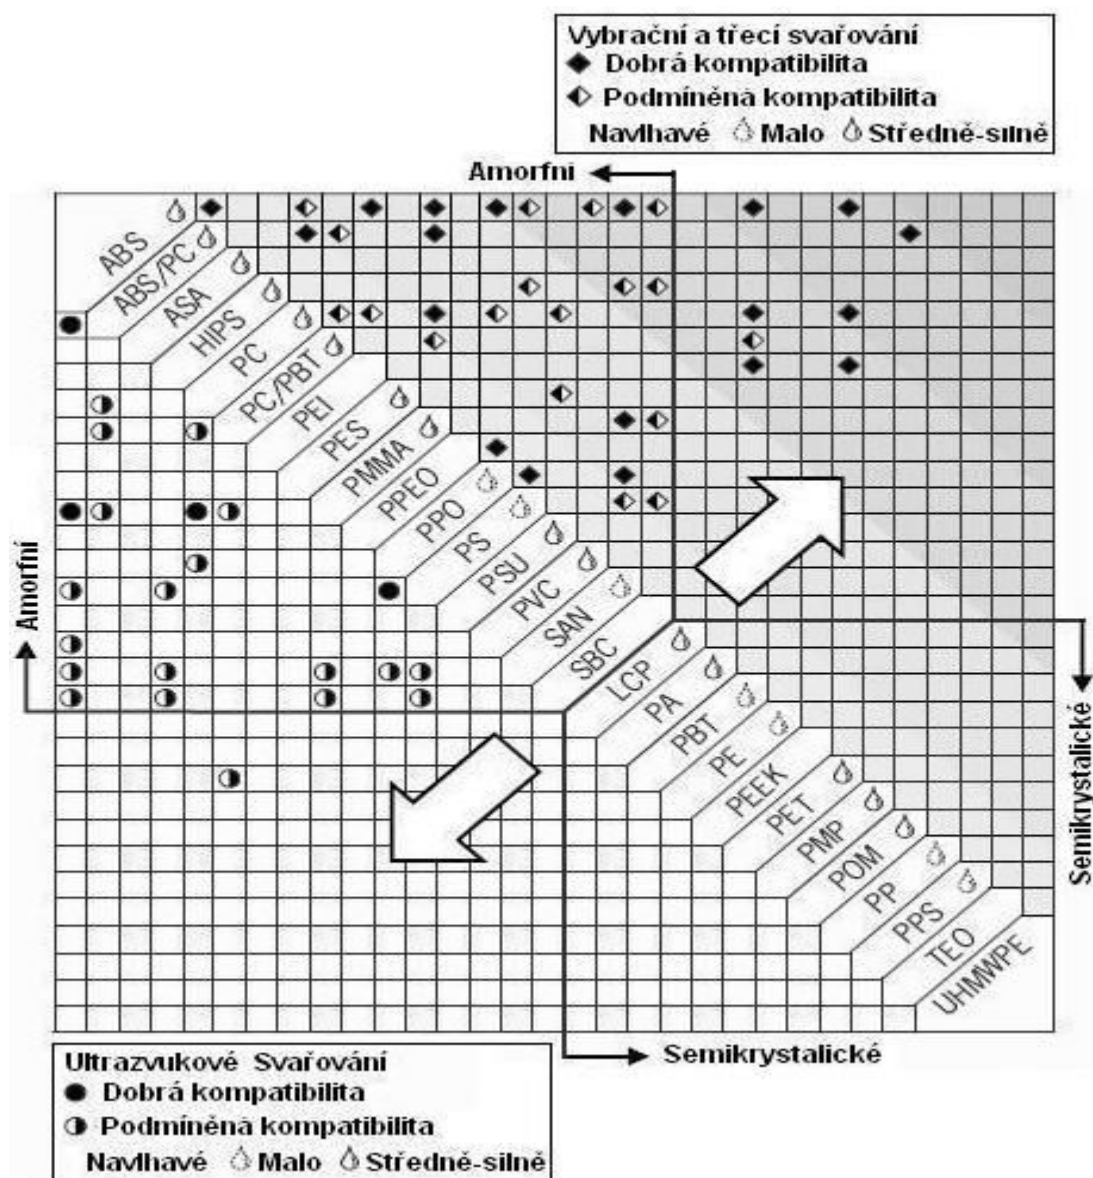 Vybrační a třecí svařování
Dobrá kompatibilita
Podmíněná kompatibilita
Navlhavé Malo Středně-silně
Amorfní
ABS
ABS/PC
ASA
HIPS
PC
PC/PBT
PEI
PES
PMMA
PPEO
PPO
PS
PSU
PVC
SAN
SBC
LCP
PA
PBT
PE
PEEK
PET
PMP
POM
PP
PPS
TEO
UHMWPE
Amorfní
Semikrystalické
Semikrystalické
Ultrazvukové Svařování
Dobrá kompatibilita
Podmíněná kompatibilita
Navlhavé Malo Středně-silně